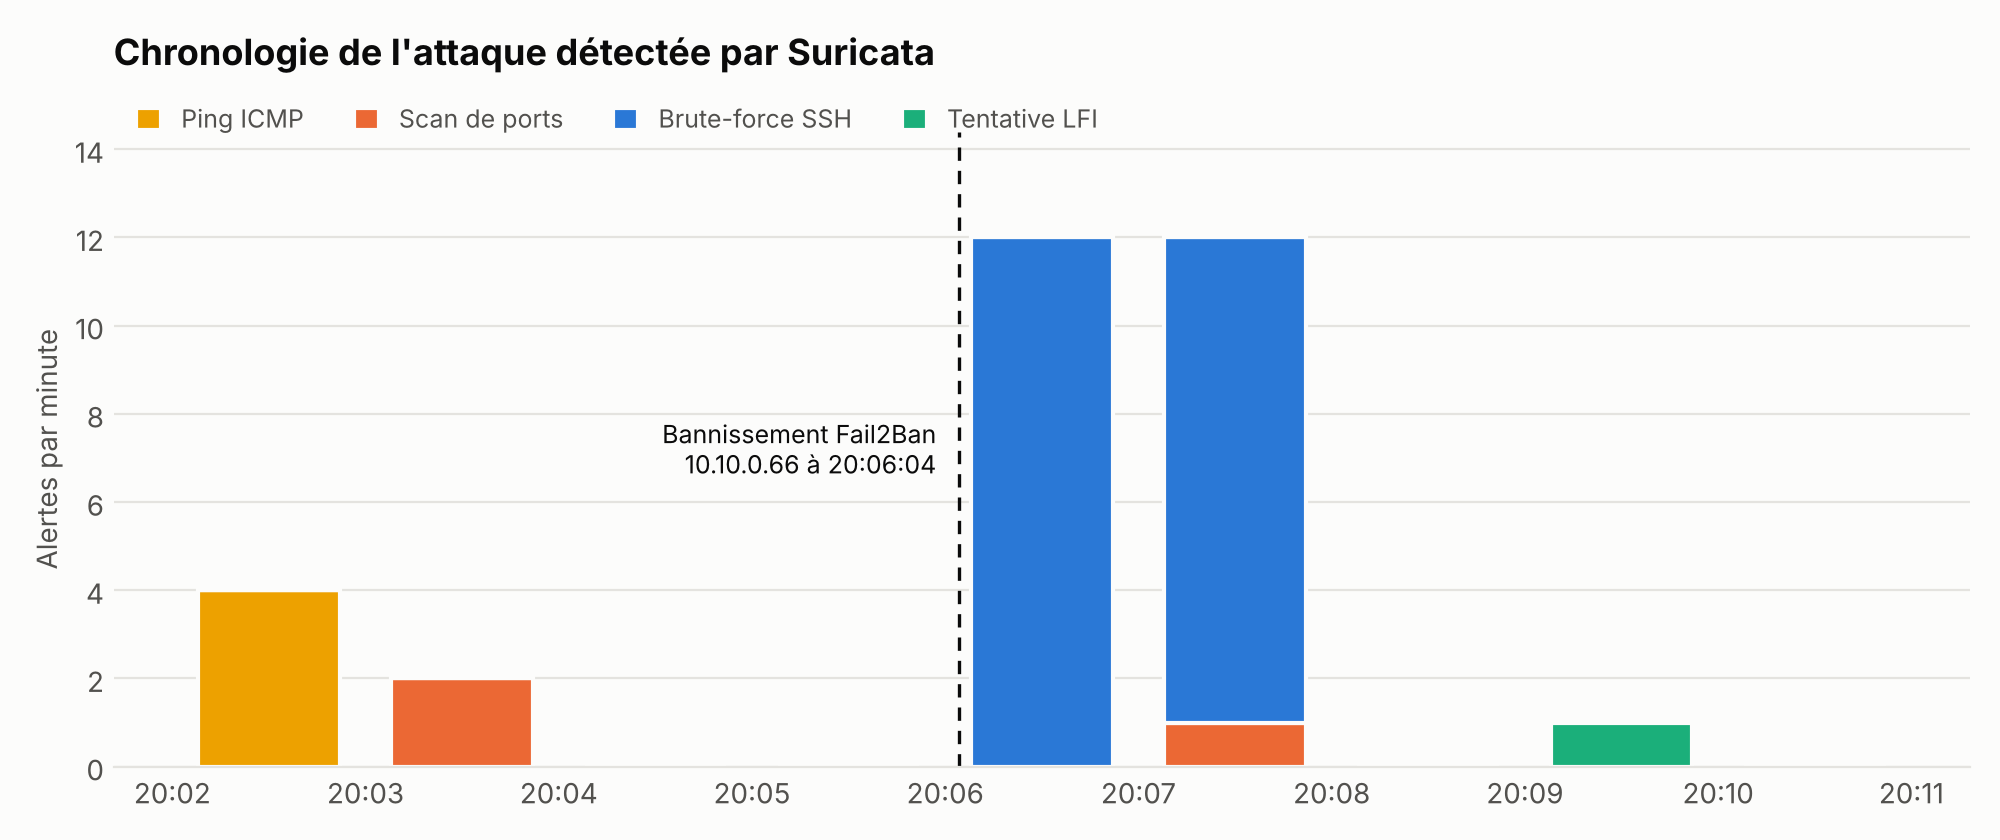 Chronologie de l'attaque détectée par Suricata
Ping ICMP
Scan de ports
Brute-force SSH
Tentative LFI
Alertes par minute
14
12
10
8
6
4
2
0
Bannissement Fail2Ban
10.10.0.66 à 20:06:04
20:02
20:03
20:04
20:05
20:06
20:07
20:08
20:09
20:10
20:11